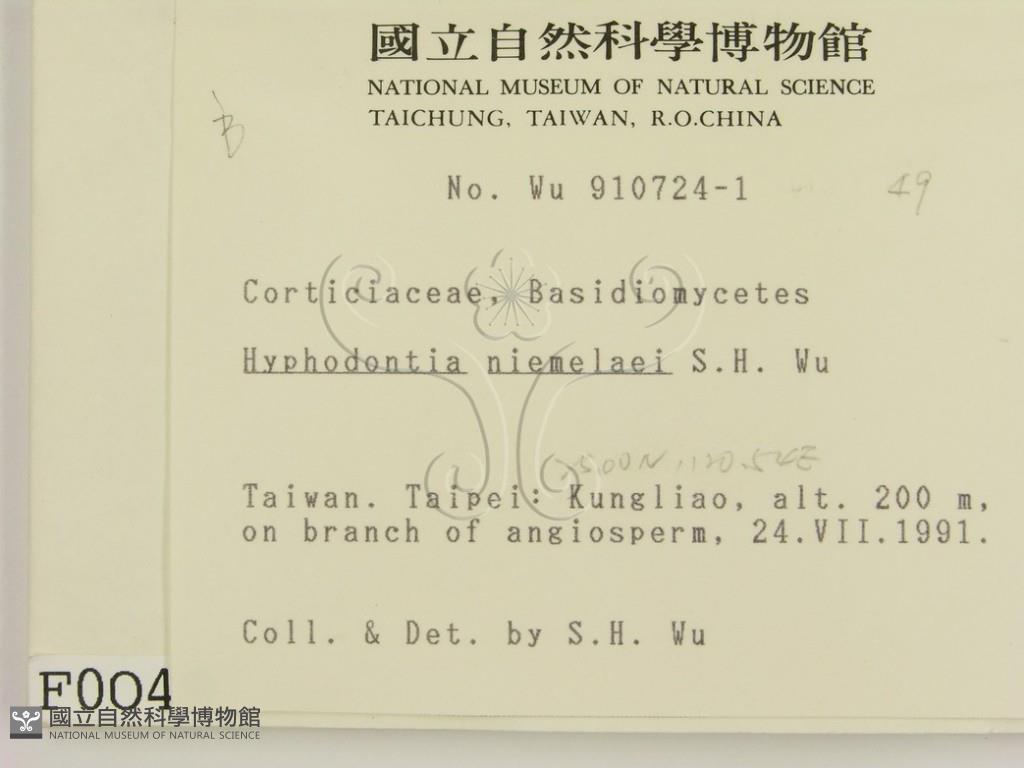 國立自然科學博物館
NATIONAL MUSEUM OF NATURAL SCIENCE
TAICHUNG, TAIWAN, R.O.CHINA
B
No. Wu 910724-1
49
Corticiaceae, Basidiomycetes
Hyphodontia niemelaei S.H. Wu
Taiwan. Taipei: Kungliao, alt. 200 m,
on branch of angiosperm, 24.VII.1991.
Coll. & Det. by S.H. Wu
F004
國立自然科學博物館
NATIONAL MUSEUM OF NATURAL SCIENCE